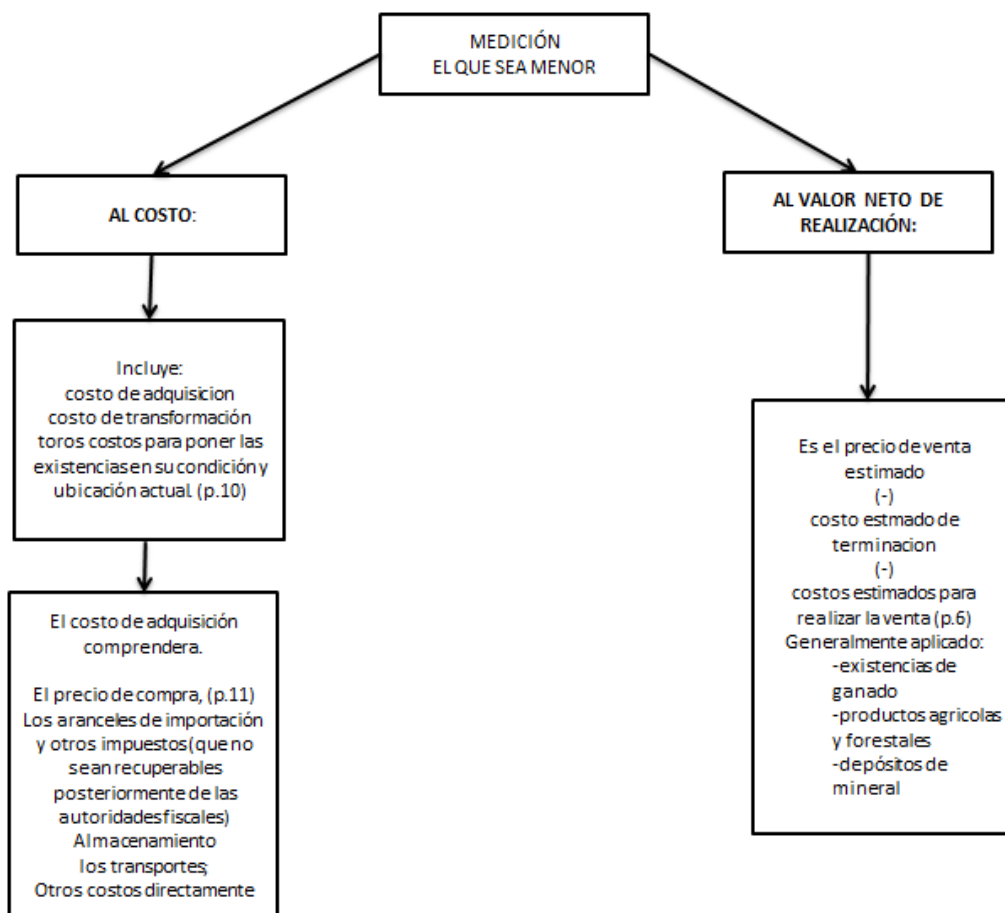 MEDICIÓN
EL QUE SEA MENOR
AL COSTO:
AL VALOR NETO DE
REALIZACIÓN:
Incluye:
costo de adquisicion
costo de transformación
toros costos para poner las
existencias en su condición y
ubicación actual. (p.10)
El costo de adquisición
comprendera.
El precio de compra, (p.11)
Los aranceles de importación
y otros impuestos(que no
sean recuperables
posteriormente de las
autoridades fiscales)
Almacenamiento
los transportes;
Otros costos directamente
Es el precio de venta
estimado
(-)
costo estmado de
terminacion
(-)
costos estimados para
realizar la venta (p.6)
Generalmente aplicado:
-existencias de
ganado
-productos agricolas
y forestales
-depósitos de
mineral